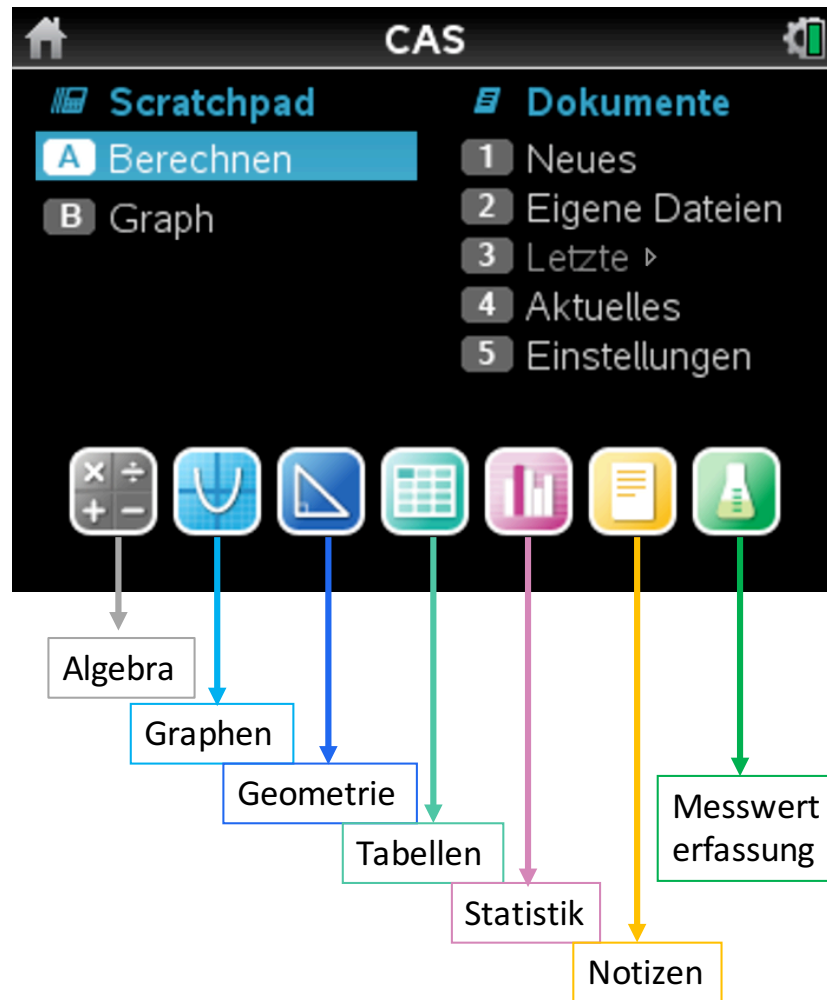 CAS
Scratchpad
A Berechnen
B Graph
Dokumente
1 Neues
2 Eigene Dateien
3 Letzte ▹
4 Aktuelles
5 Einstellungen
Algebra
Graphen
Geometrie
Tabellen
Statistik
Notizen
Messwert
erfassung